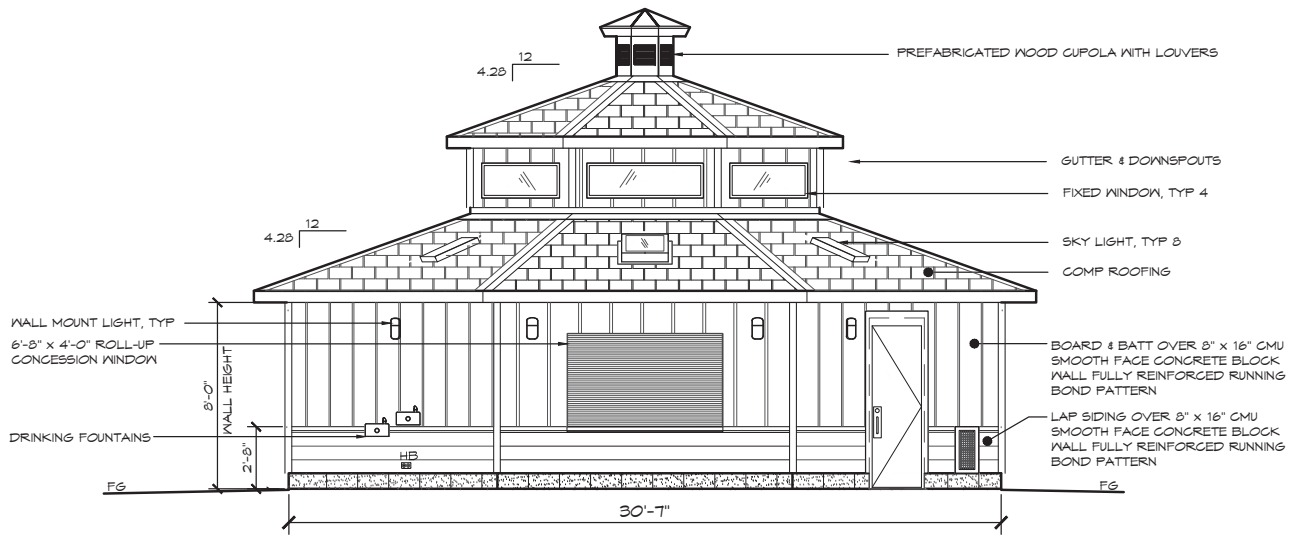 PREFABRICATED WOOD CUPOLA WITH LOUVERS
12
4.28
GUTTER & DOWNSPOUTS
FIXED WINDOW, TYP 4
12
4.28
SKY LIGHT, TYP 8
COMP ROOFING
WALL MOUNT LIGHT, TYP
6'-8" x 4'-0" ROLL-UP
CONCESSION WINDOW
8'-0"
WALL HEIGHT
BOARD & BATT OVER 8" x 16" CMU
SMOOTH FACE CONCRETE BLOCK
WALL FULLY REINFORCED RUNNING
BOND PATTERN
DRINKING FOUNTAINS
2'-8"
HB
LAP SIDING OVER 8" x 16" CMU
SMOOTH FACE CONCRETE BLOCK
WALL FULLY REINFORCED RUNNING
BOND PATTERN
FG
FG
30'-7"